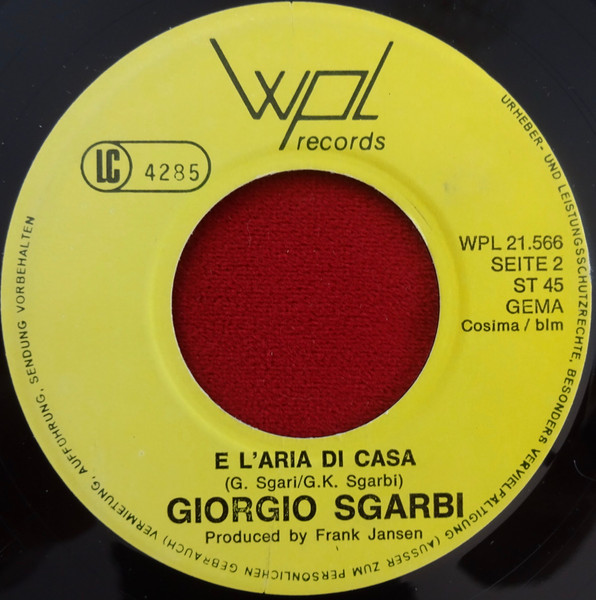 wpl
records
LC 4285
WPL 21.566
SEITE 2
ST 45
GEMA
Cosima / blm
E L'ARIA DI CASA
(G. Sgari/G.K. Sgarbi)
GIORGIO SGARBI
Produced by Frank Jansen
URHEBER- UND LEISTUNGSSCHUTZRECHTE, BESONDERS VERVIELFÄLTIGUNG (AUSSER ZUM PERSÖNLICHEN GEBRAUCH) VERMIETUNG, AUFFÜHRUNG, SENDUNG VORBEHALTEN